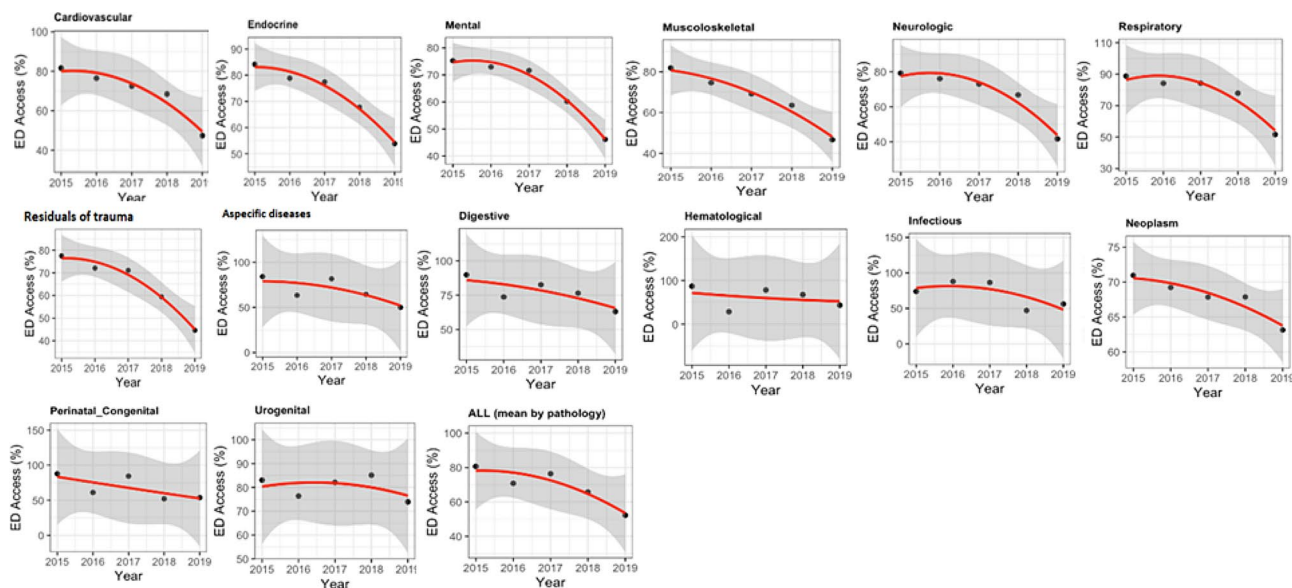 Cardiovascular
ED Access (%)
100
80
60
40
2015 2016 2017 2018 201
Year
Endocrine
ED Access (%)
90
80
70
60
50
2015 2016 2017 2018 201
Year
Mental
ED Access (%)
80
70
60
50
40
2015 2016 2017 2018 2019
Year
Muscoloskeletal
ED Access (%)
80
60
40
2015 2016 2017 2018 2019
Year
Neurologic
ED Access (%)
80
60
40
2015 2016 2017 2018 2019
Year
Respiratory
ED Access (%)
110
90
70
50
30
2015 2016 2017 2018 2019
Year
Residuals of trauma
ED Access (%)
80
70
60
50
40
2015 2016 2017 2018 2019
Year
Aspecific diseases
ED Access (%)
100
50
0
2015 2016 2017 2018 2019
Year
Digestive
ED Access (%)
100
75
50
2015 2016 2017 2018 2019
Year
Hematological
ED Access (%)
200
100
0
2015 2016 2017 2018 2019
Year
Infectious
ED Access (%)
150
100
50
0
2015 2016 2017 2018 2019
Year
Neoplasm
ED Access (%)
75
70
65
60
2015 2016 2017 2018 2019
Year
Perinatal_Congenital
ED Access (%)
150
100
50
0
2015 2016 2017 2018 2019
Year
Urogenital
ED Access (%)
100
90
80
70
60
50
2015 2016 2017 2018 201
Year
ALL (mean by pathology)
ED Access (%)
100
80
60
40
2015 2016 2017 2018 2019
Year